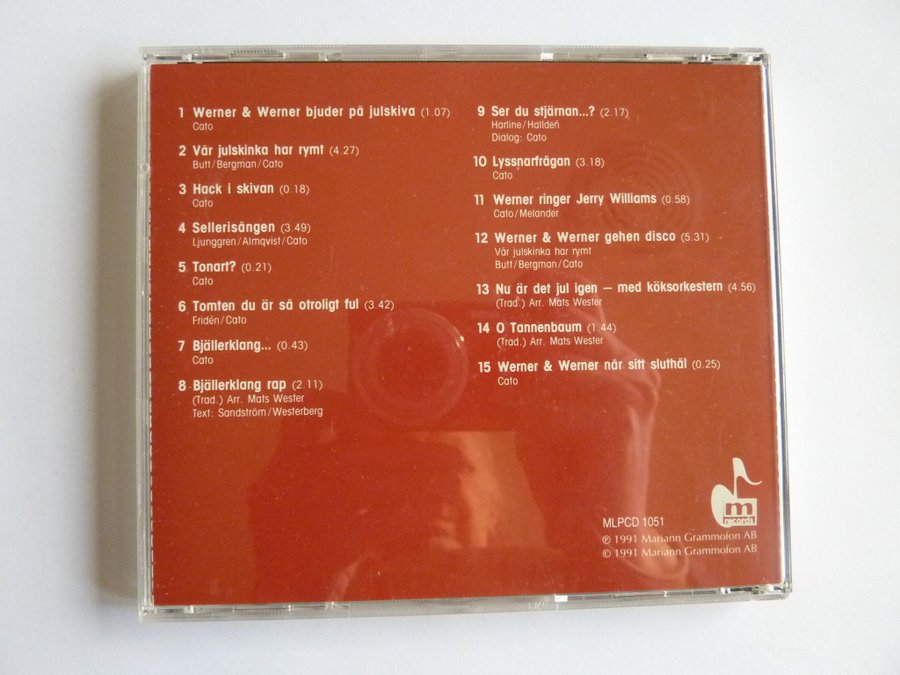 1 Werner & Werner bjuder på julskiva (1.07)
Cato
2 Vår julskinka har rymt (4.27)
Butt/Bergman/Cato
3 Hack i skivan (0.18)
Cato
4 Sellerisången (3.49)
Ljunggren/Almqvist/Cato
5 Tonart? (0.21)
Cato
6 Tomten du är så otroligt ful (3.42)
Fridén/Cato
7 Bjällerklang... (0.43)
Cato
8 Bjällerklang rap (2.11)
(Trad.) Arr. Mats Wester
Text: Sandström/Westerberg
9 Ser du stjärnan...? (2.17)
Harline/Halldén
Dialog: Cato
10 Lyssnarfrågan (3.18)
Cato
11 Werner ringer Jerry Williams (0.58)
Cato/Melander
12 Werner & Werner gehen disco (5.31)
Vår julskinka har rymt
Butt/Bergman/Cato
13 Nu är det jul igen – med köksorkestern (4.56)
(Trad.) Arr. Mats Wester
14 O Tannenbaum (1.44)
(Trad.) Arr. Mats Wester
15 Werner & Werner når sitt sluthål (0.25)
Cato
m
records
MLPCD 1051
℗ 1991 Mariann Grammofon AB
© 1991 Mariann Grammofon AB